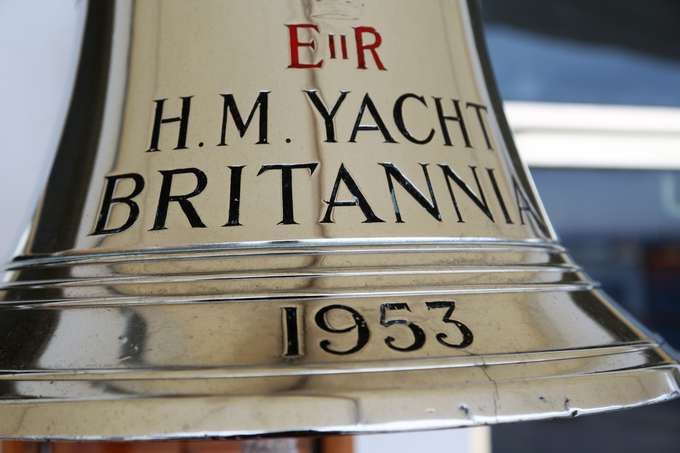 EIIR
H.M. YACHT
BRITANNIA
1953